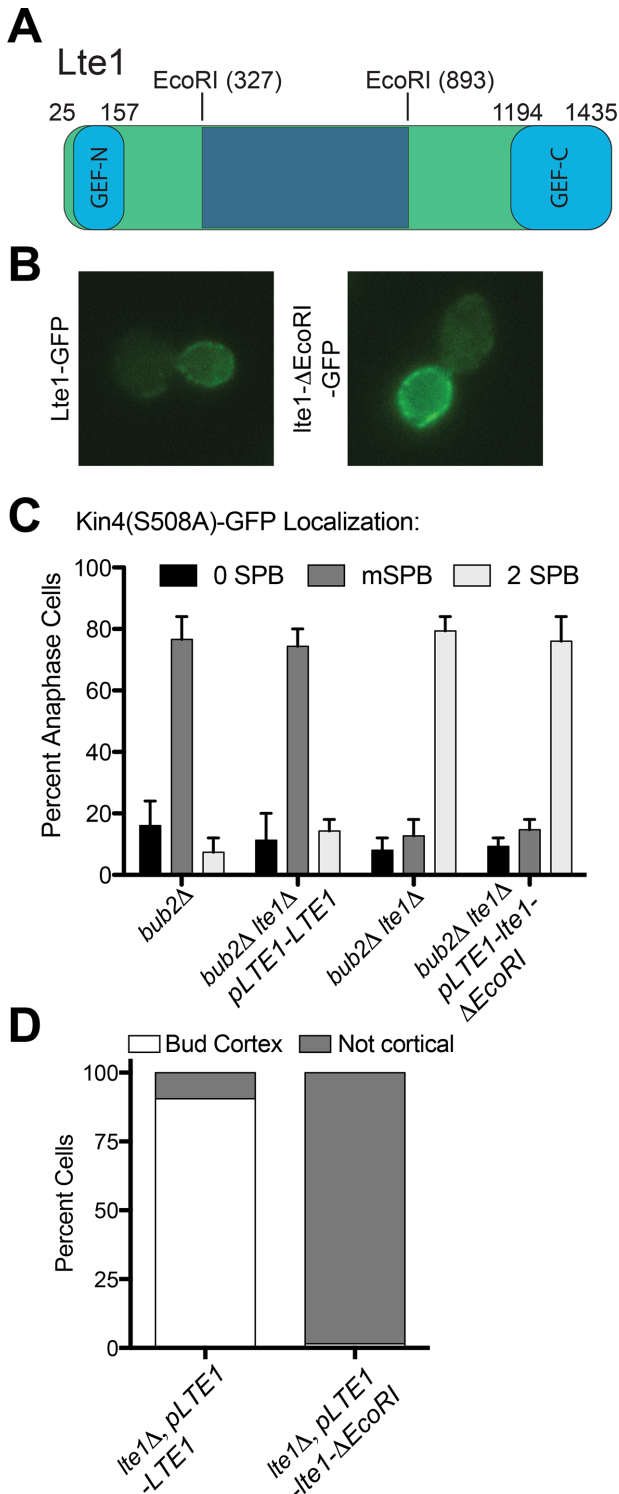 A
Lte1
EcoRI (327)
EcoRI (893)
25
157
1194
1435
GEF-N
GEF-C
B
Lte1-GFP
lte1-ΔEcoRI
-GFP
C
Kin4(S508A)-GFP Localization:
0 SPB
mSPB
2 SPB
Percent Anaphase Cells
100
80
60
40
20
0
bub2Δ
bub2Δ lte1Δ
pLTE1-LTE1
bub2Δ lte1Δ
bub2Δ lte1Δ
pLTE1-lte1-
ΔEcoRI
D
Bud Cortex
Not cortical
Percent Cells
100
75
50
25
0
lte1Δ, pLTE1
-LTE1
lte1Δ, pLTE1
-lte1-ΔEcoRI